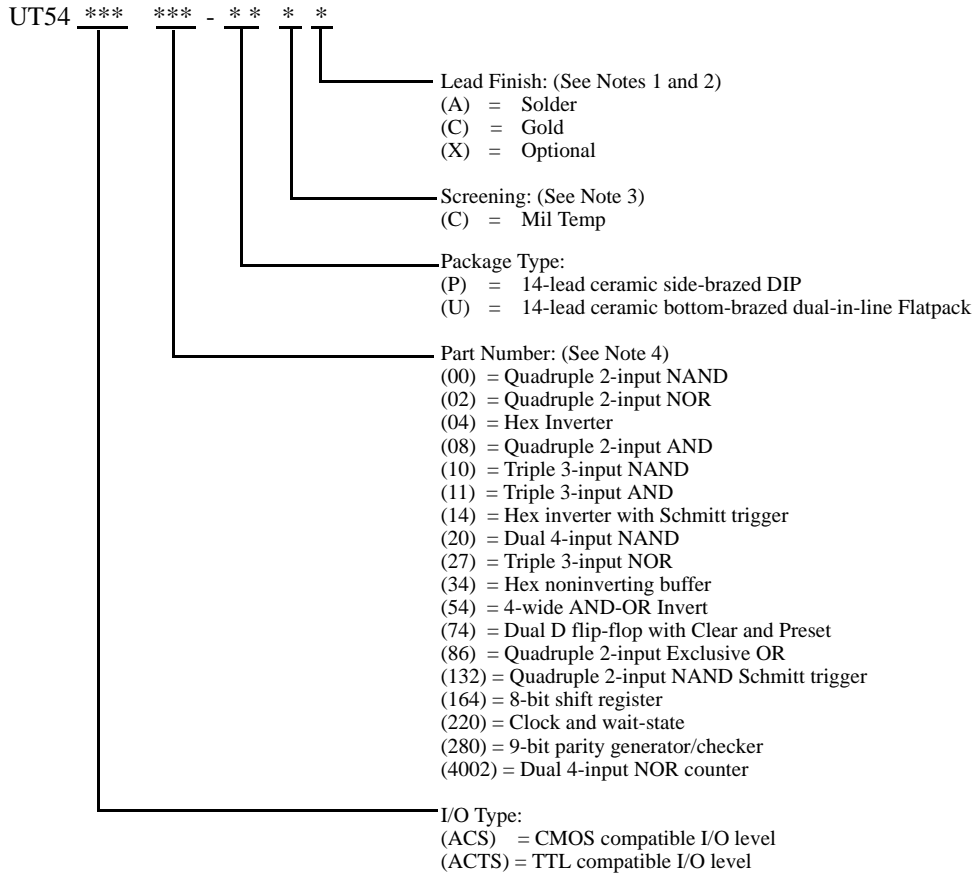 UT54 *** *** - * * * *
Lead Finish: (See Notes 1 and 2)
(A) = Solder
(C) = Gold
(X) = Optional
Screening: (See Note 3)
(C) = Mil Temp
Package Type:
(P) = 14-lead ceramic side-brazed DIP
(U) = 14-lead ceramic bottom-brazed dual-in-line Flatpack
Part Number: (See Note 4)
(00) = Quadruple 2-input NAND
(02) = Quadruple 2-input NOR
(04) = Hex Inverter
(08) = Quadruple 2-input AND
(10) = Triple 3-input NAND
(11) = Triple 3-input AND
(14) = Hex inverter with Schmitt trigger
(20) = Dual 4-input NAND
(27) = Triple 3-input NOR
(34) = Hex noninverting buffer
(54) = 4-wide AND-OR Invert
(74) = Dual D flip-flop with Clear and Preset
(86) = Quadruple 2-input Exclusive OR
(132) = Quadruple 2-input NAND Schmitt trigger
(164) = 8-bit shift register
(220) = Clock and wait-state
(280) = 9-bit parity generator/checker
(4002) = Dual 4-input NOR counter
I/O Type:
(ACS) = CMOS compatible I/O level
(ACTS) = TTL compatible I/O level